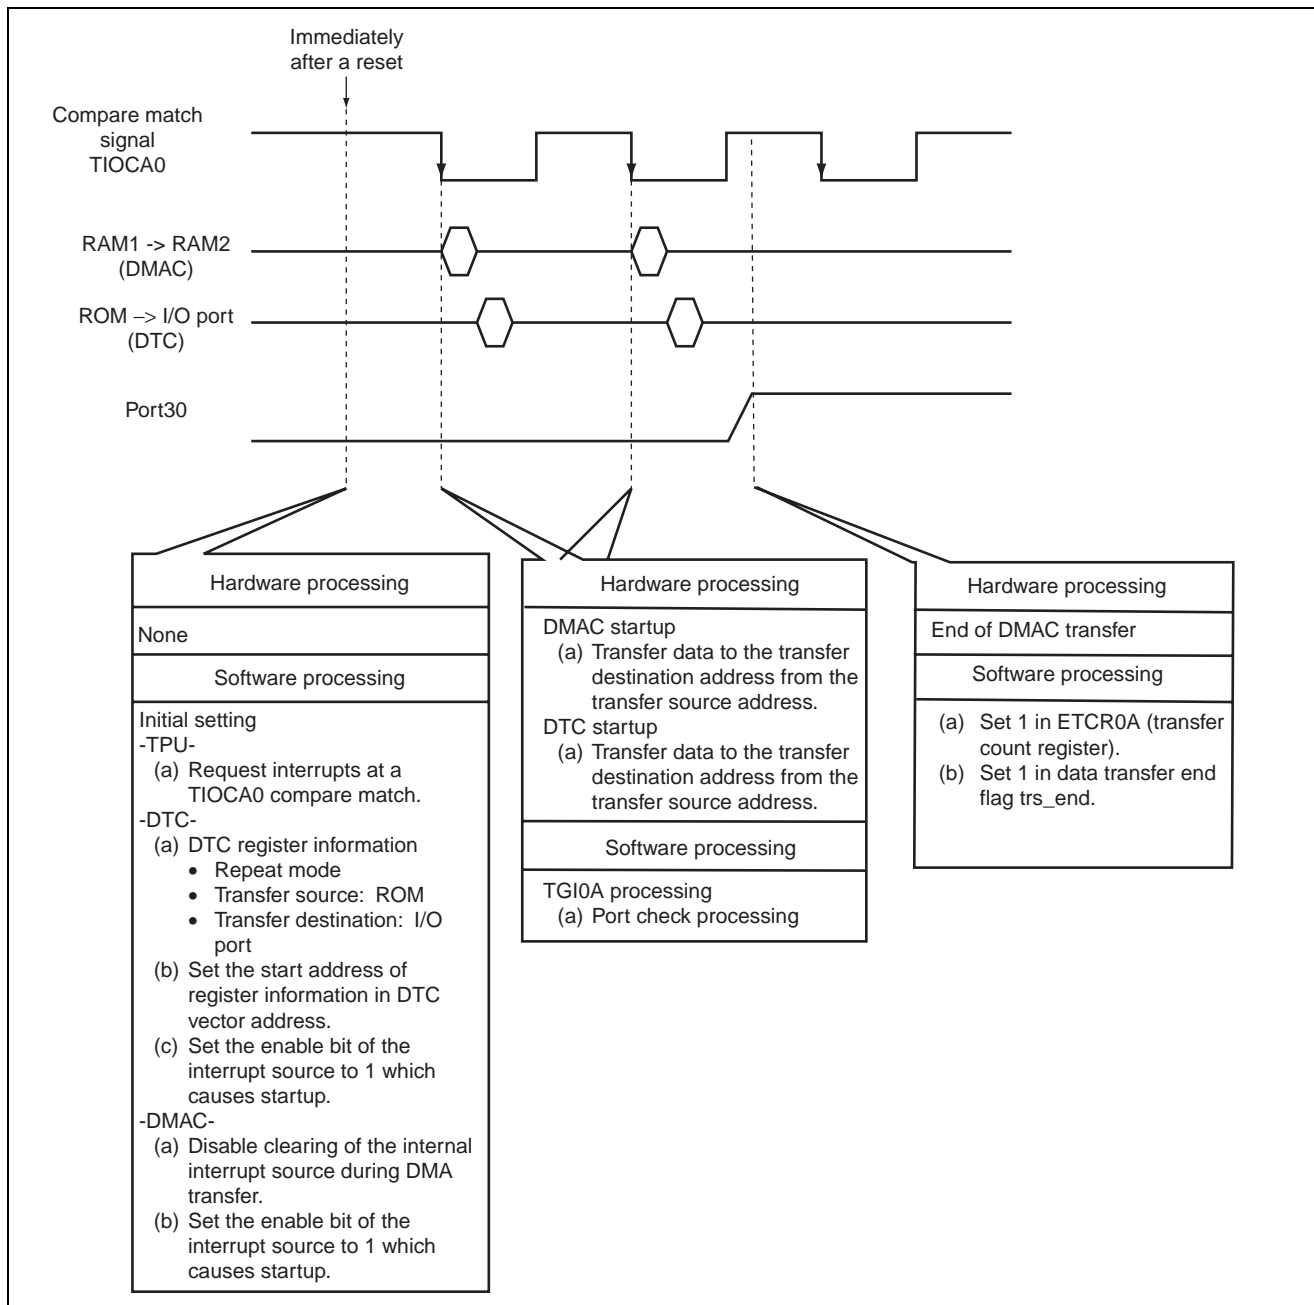 Immediately
after a reset
Compare match
signal
TIOCA0
RAM1 -> RAM2
(DMAC)
ROM –> I/O port
(DTC)
Port30
Hardware processing
None
Software processing
Initial setting
-TPU-
(a) Request interrupts at a
TIOCA0 compare match.
-DTC-
(a) DTC register information
• Repeat mode
• Transfer source: ROM
• Transfer destination: I/O
port
(b) Set the start address of
register information in DTC
vector address.
(c) Set the enable bit of the
interrupt source to 1 which
causes startup.
-DMAC-
(a) Disable clearing of the internal
interrupt source during DMA
transfer.
(b) Set the enable bit of the
interrupt source to 1 which
causes startup.
Hardware processing
DMAC startup
(a) Transfer data to the transfer
destination address from the
transfer source address.
DTC startup
(a) Transfer data to the transfer
destination address from the
transfer source address.
Software processing
TGI0A processing
(a) Port check processing
Hardware processing
End of DMAC transfer
Software processing
(a) Set 1 in ETCR0A (transfer
count register).
(b) Set 1 in data transfer end
flag trs_end.